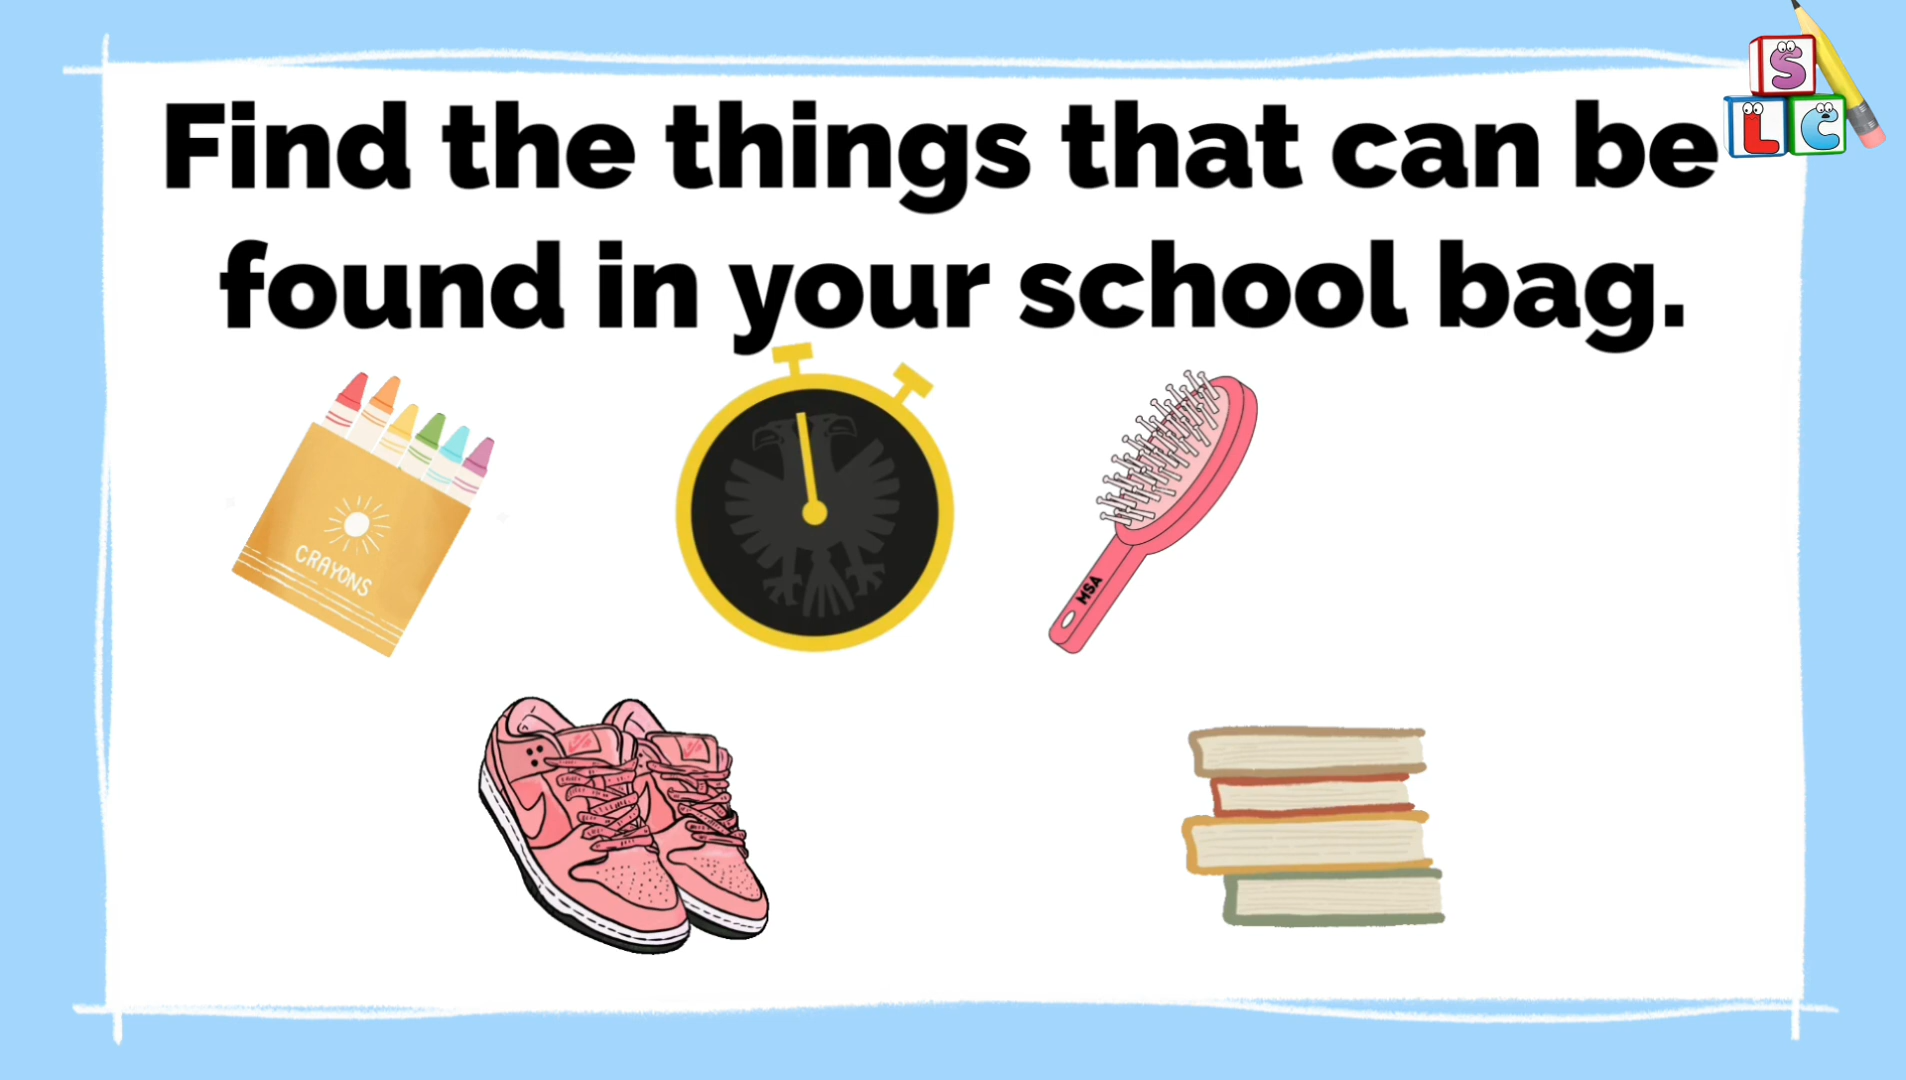 Find the things that can be
found in your school bag.
S
L C
CRAYONS
MSA